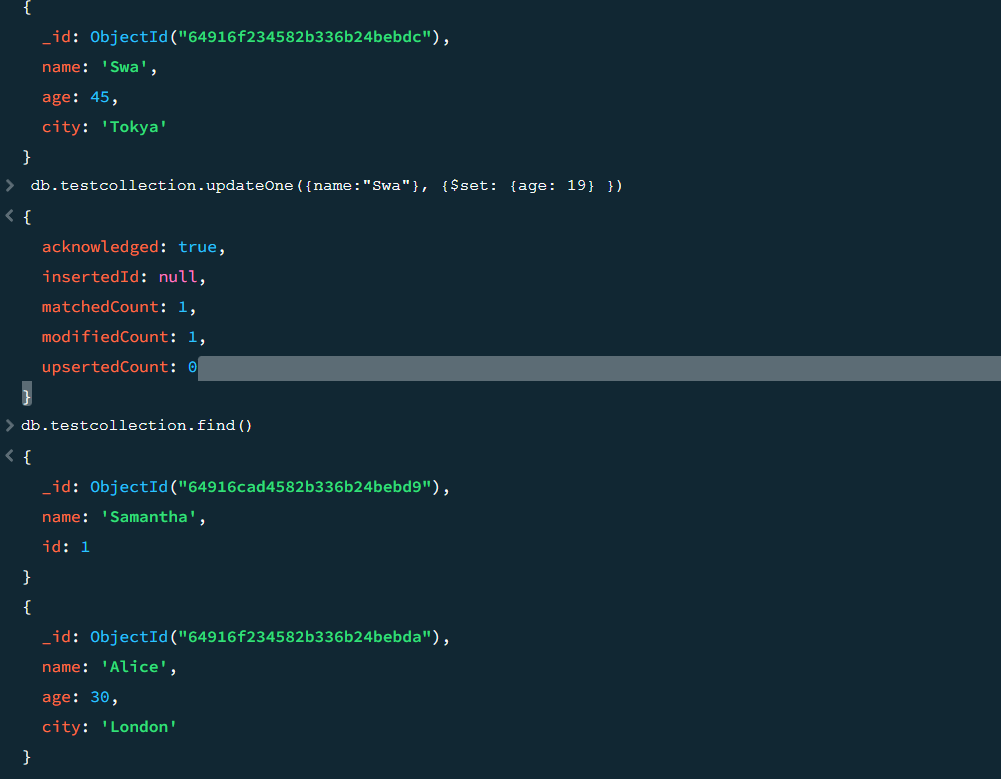 {
_id: ObjectId("64916f234582b336b24bebdc"),
name: 'Swa',
age: 45,
city: 'Tokya'
}
> db.testcollection.updateOne({name:"Swa"}, {$set: {age: 19} })
< {
acknowledged: true,
insertedId: null,
matchedCount: 1,
modifiedCount: 1,
upsertedCount: 0
}
> db.testcollection.find()
< {
_id: ObjectId("64916cad4582b336b24bebd9"),
name: 'Samantha',
id: 1
}
{
_id: ObjectId("64916f234582b336b24bebda"),
name: 'Alice',
age: 30,
city: 'London'
}